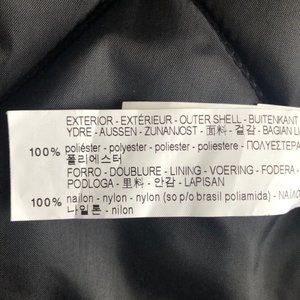 EXTERIOR - EXTÉRIEUR - OUTER SHELL - BUITENKANT
YDRE - AUSSEN - ZUNANJOST - 面料 - 겉감 - BAGIAN LU
100% poliéster - polyester - polyester - poliestere - ΠΟΛΥΕΣΤΕΡΑ
폴리에스터
FORRO - DOUBLURE - LINING - VOERING - FODERA -
PODLOGA - 里料 - 안감 - LAPISAN
100% nailon - nylon - nylon (so p/o brasil poliamida) - ΝΑΪΛΟ
나일론 - nilon